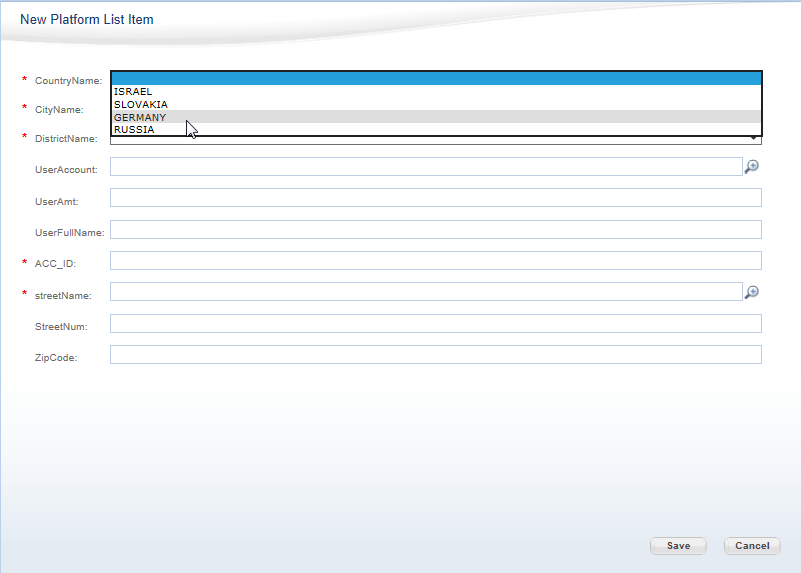 New Platform List Item
* CountryName:
ISRAEL
SLOVAKIA
GERMANY
RUSSIA
* CityName:
* DistrictName:
UserAccount:
UserAmt:
UserFullName:
* ACC_ID:
* streetName:
StreetNum:
ZipCode:
Save Cancel